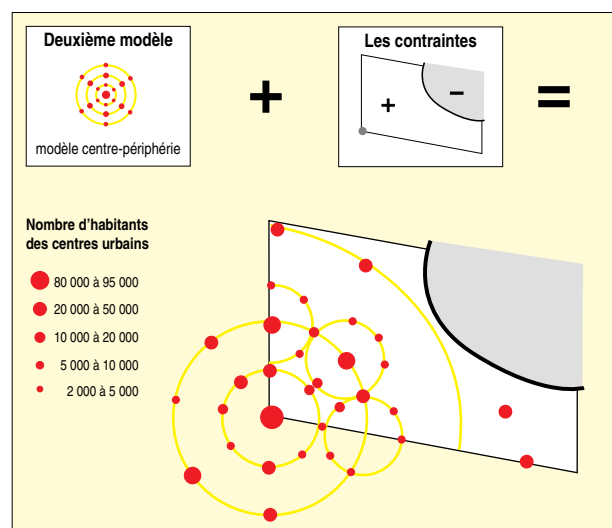 Deuxième modèle
modèle centre-périphérie
+
Les contraintes
+
−
=
Nombre d'habitants
des centres urbains
80 000 à 95 000
20 000 à 50 000
10 000 à 20 000
5 000 à 10 000
2 000 à 5 000